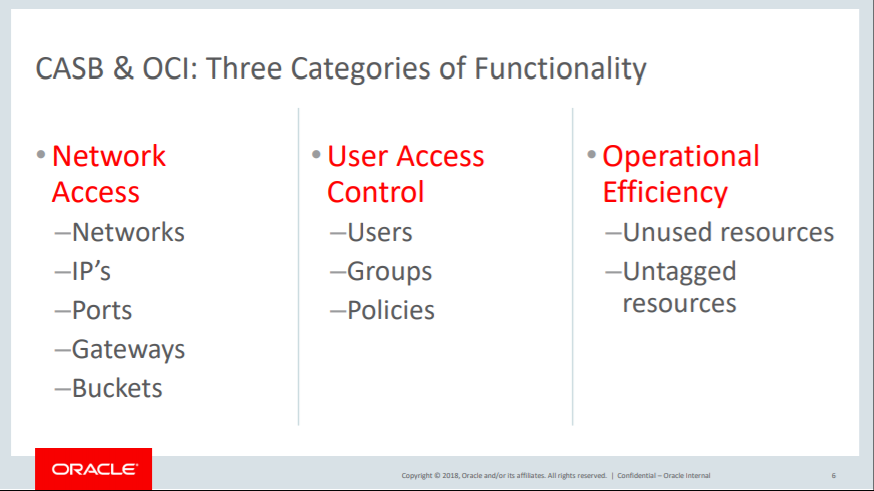 CASB & OCI: Three Categories of Functionality
• Network
Access
–Networks
–IP’s
–Ports
–Gateways
–Buckets
• User Access
Control
–Users
–Groups
–Policies
• Operational
Efficiency
–Unused resources
–Untagged
resources
ORACLE®
Copyright © 2018, Oracle and/or its affiliates. All rights reserved. | Confidential – Oracle Internal
6